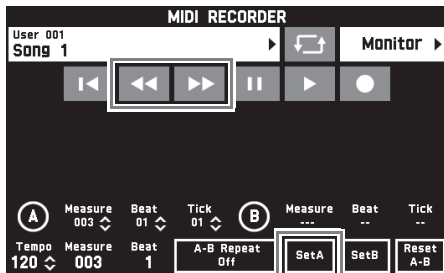 MIDI RECORDER
User 001
Song 1
Monitor
A Measure Beat Tick B Measure Beat Tick
003 01 01 --- -- --
Tempo Measure Beat A-B Repeat SetA SetB Reset
120 003 1 Off A-B